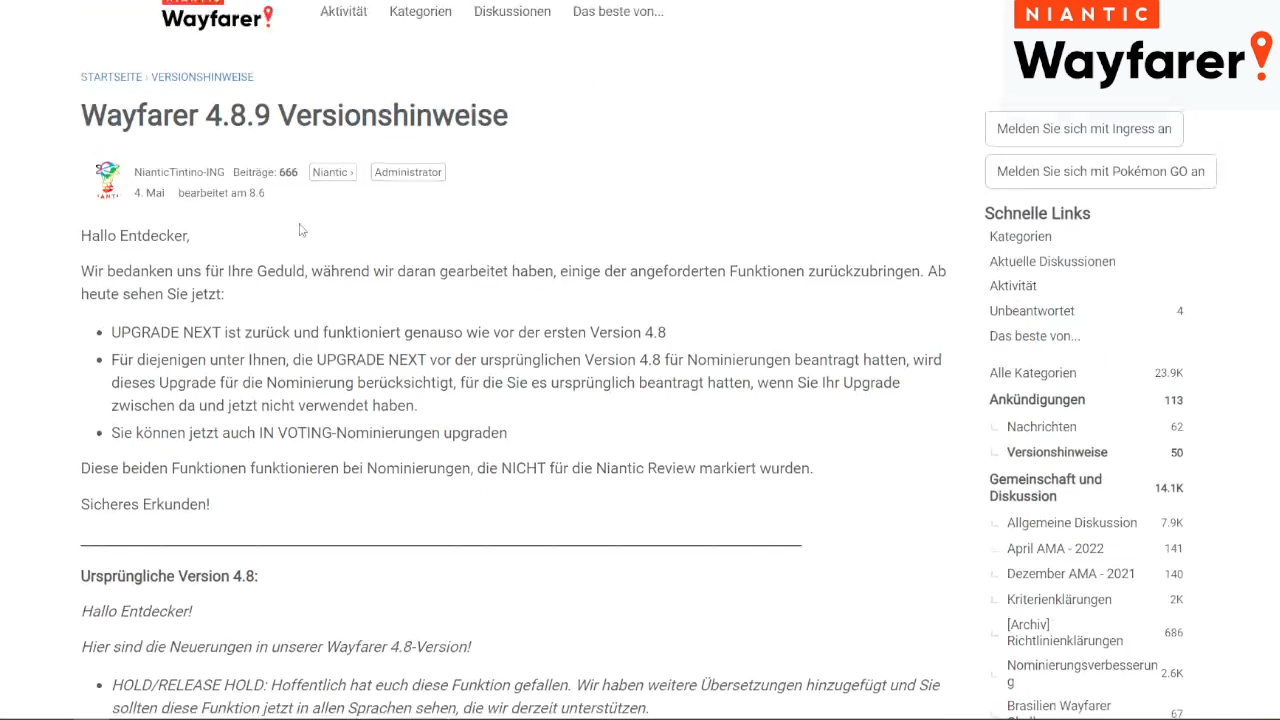 Wayfarer
Aktivität
Kategorien
Diskussionen
Das beste von...
NIANTIC
Wayfarer
STARTSEITE › VERSIONSHINWEISE
Wayfarer 4.8.9 Versionshinweise
NianticTintino-ING Beiträge: 666 Niantic › Administrator
4. Mai bearbeitet am 8.6
Hallo Entdecker,
Wir bedanken uns für Ihre Geduld, während wir daran gearbeitet haben, einige der angeforderten Funktionen zurückzubringen. Ab
heute sehen Sie jetzt:
• UPGRADE NEXT ist zurück und funktioniert genauso wie vor der ersten Version 4.8
• Für diejenigen unter Ihnen, die UPGRADE NEXT vor der ursprünglichen Version 4.8 für Nominierungen beantragt hatten, wird
dieses Upgrade für die Nominierung berücksichtigt, für die Sie es ursprünglich beantragt hatten, wenn Sie Ihr Upgrade
zwischen da und jetzt nicht verwendet haben.
• Sie können jetzt auch IN VOTING-Nominierungen upgraden
Diese beiden Funktionen funktionieren bei Nominierungen, die NICHT für die Niantic Review markiert wurden.
Sicheres Erkunden!
Ursprüngliche Version 4.8:
Hallo Entdecker!
Hier sind die Neuerungen in unserer Wayfarer 4.8-Version!
• HOLD/RELEASE HOLD: Hoffentlich hat euch diese Funktion gefallen. Wir haben weitere Übersetzungen hinzugefügt und Sie
sollten diese Funktion jetzt in allen Sprachen sehen, die wir derzeit unterstützen.
Melden Sie sich mit Ingress an
Melden Sie sich mit Pokémon GO an
Schnelle Links
Kategorien
Aktuelle Diskussionen
Aktivität
Unbeantwortet 4
Das beste von...
Alle Kategorien 23.9K
Ankündigungen 113
Nachrichten 62
Versionshinweise 50
Gemeinschaft und
Diskussion 14.1K
Allgemeine Diskussion 7.9K
April AMA - 2022 141
Dezember AMA - 2021 140
Kriterienklärungen 2K
[Archiv]
Richtlinienklärungen 686
Nominierungsverbesserun
g 2.6K
Brasilien Wayfarer 67